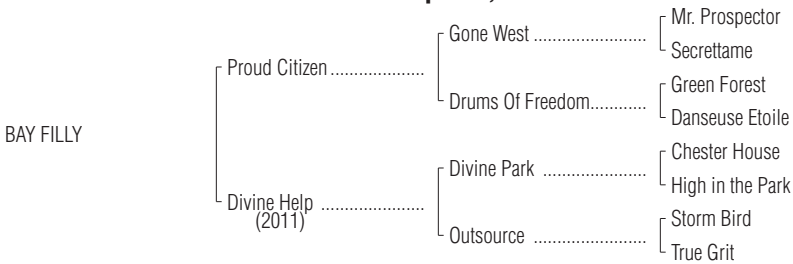 Mr. Prospector
Gone West ........................
Secrettame
Proud Citizen ....................
Green Forest
Drums Of Freedom............
Danseuse Etoile
BAY FILLY
Chester House
Divine Park ......................
High in the Park
Divine Help ......................
(2011)
Storm Bird
Outsource ........................
True Grit